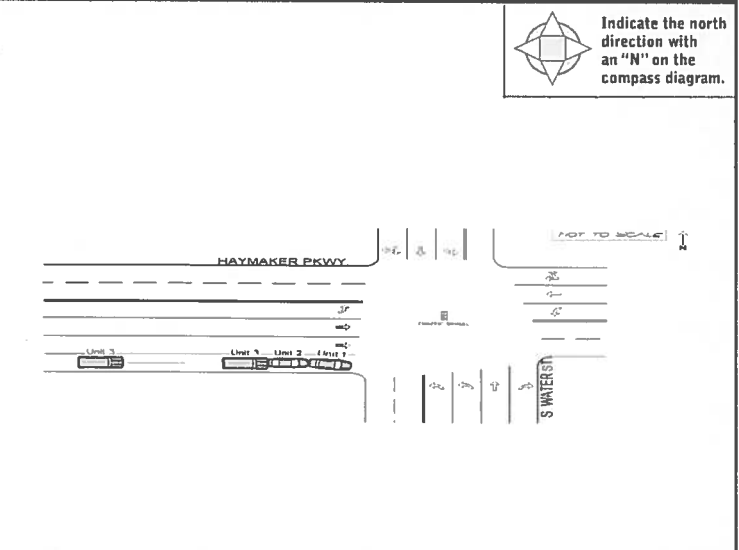 Indicate the north
direction with
an "N" on the
compass diagram.
NOT TO SCALE
N
HAYMAKER PKWY.
Unit 3
Unit 3
Unit 2
Unit 1
S WATER ST